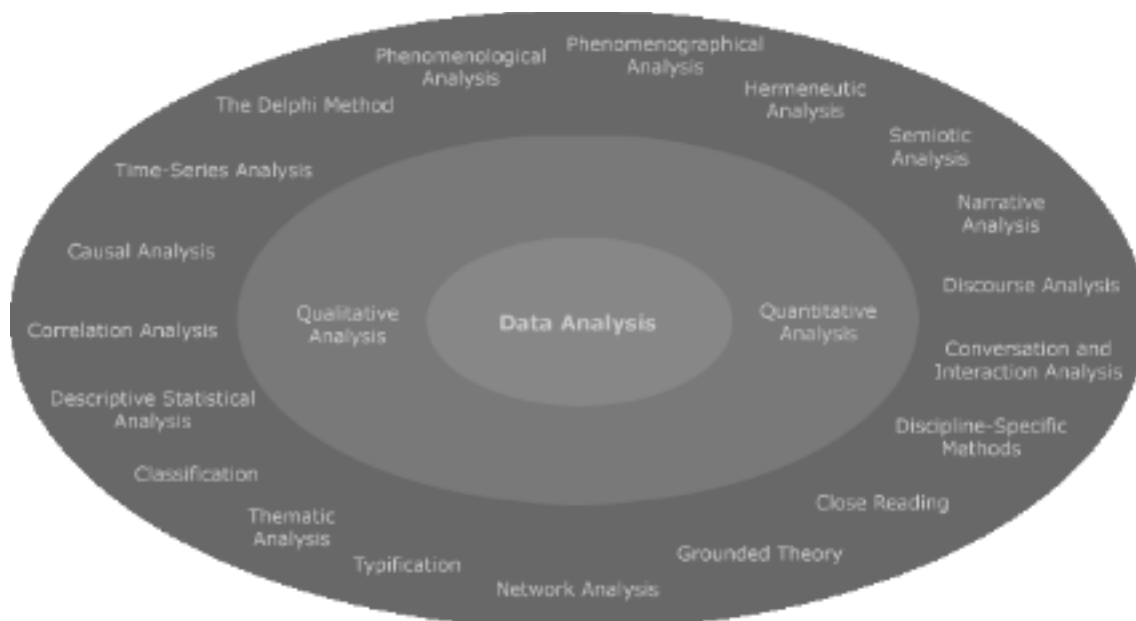 Phenomenological
Analysis
Phenomenographical
Analysis
Hermeneutic
Analysis
The Delphi Method
Semiotic
Analysis
Time-Series Analysis
Narrative
Analysis
Causal Analysis
Discourse Analysis
Qualitative
Analysis
Data Analysis
Quantitative
Analysis
Correlation Analysis
Conversation and
Interaction Analysis
Descriptive Statistical
Analysis
Discipline-Specific
Methods
Classification
Close Reading
Thematic
Analysis
Grounded Theory
Typification
Network Analysis